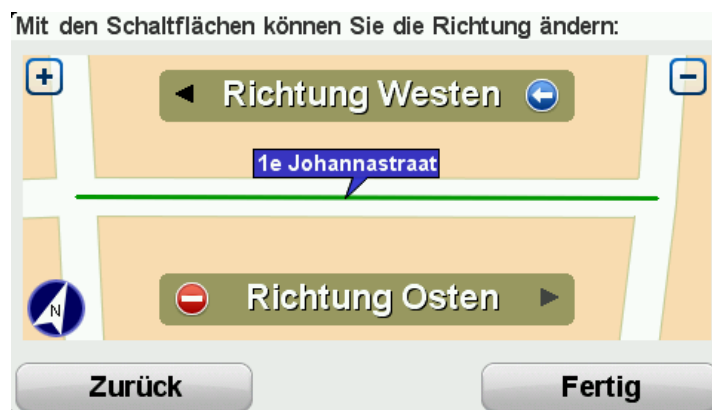 Mit den Schaltflächen können Sie die Richtung ändern:
Richtung Westen
1e Johannastraat
Richtung Osten
N
Zurück
Fertig